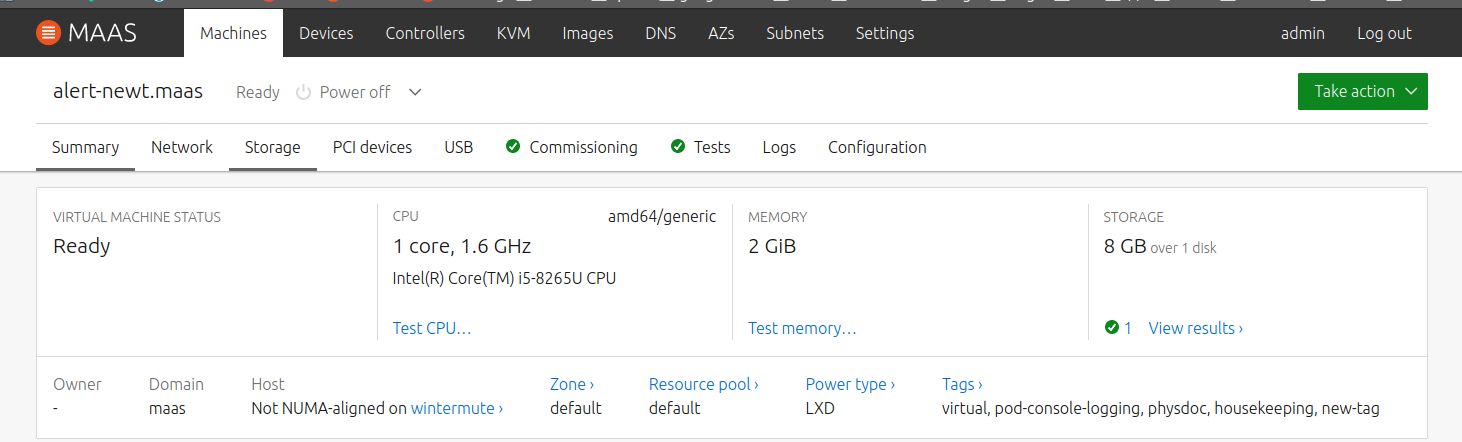 MAAS Machines Devices Controllers KVM Images DNS AZs Subnets Settings admin Log out
alert-newt.maas Ready Power off Take action
Summary Network Storage PCI devices USB Commissioning Tests Logs Configuration
VIRTUAL MACHINE STATUS
Ready
CPU amd64/generic
1 core, 1.6 GHz
Intel(R) Core(TM) i5-8265U CPU
Test CPU…
MEMORY
2 GiB
Test memory…
STORAGE
8 GB over 1 disk
1 View results ›
Owner
-
Domain
maas
Host
Not NUMA-aligned on wintermute ›
Zone ›
default
Resource pool ›
default
Power type ›
LXD
Tags ›
virtual, pod-console-logging, physdoc, housekeeping, new-tag